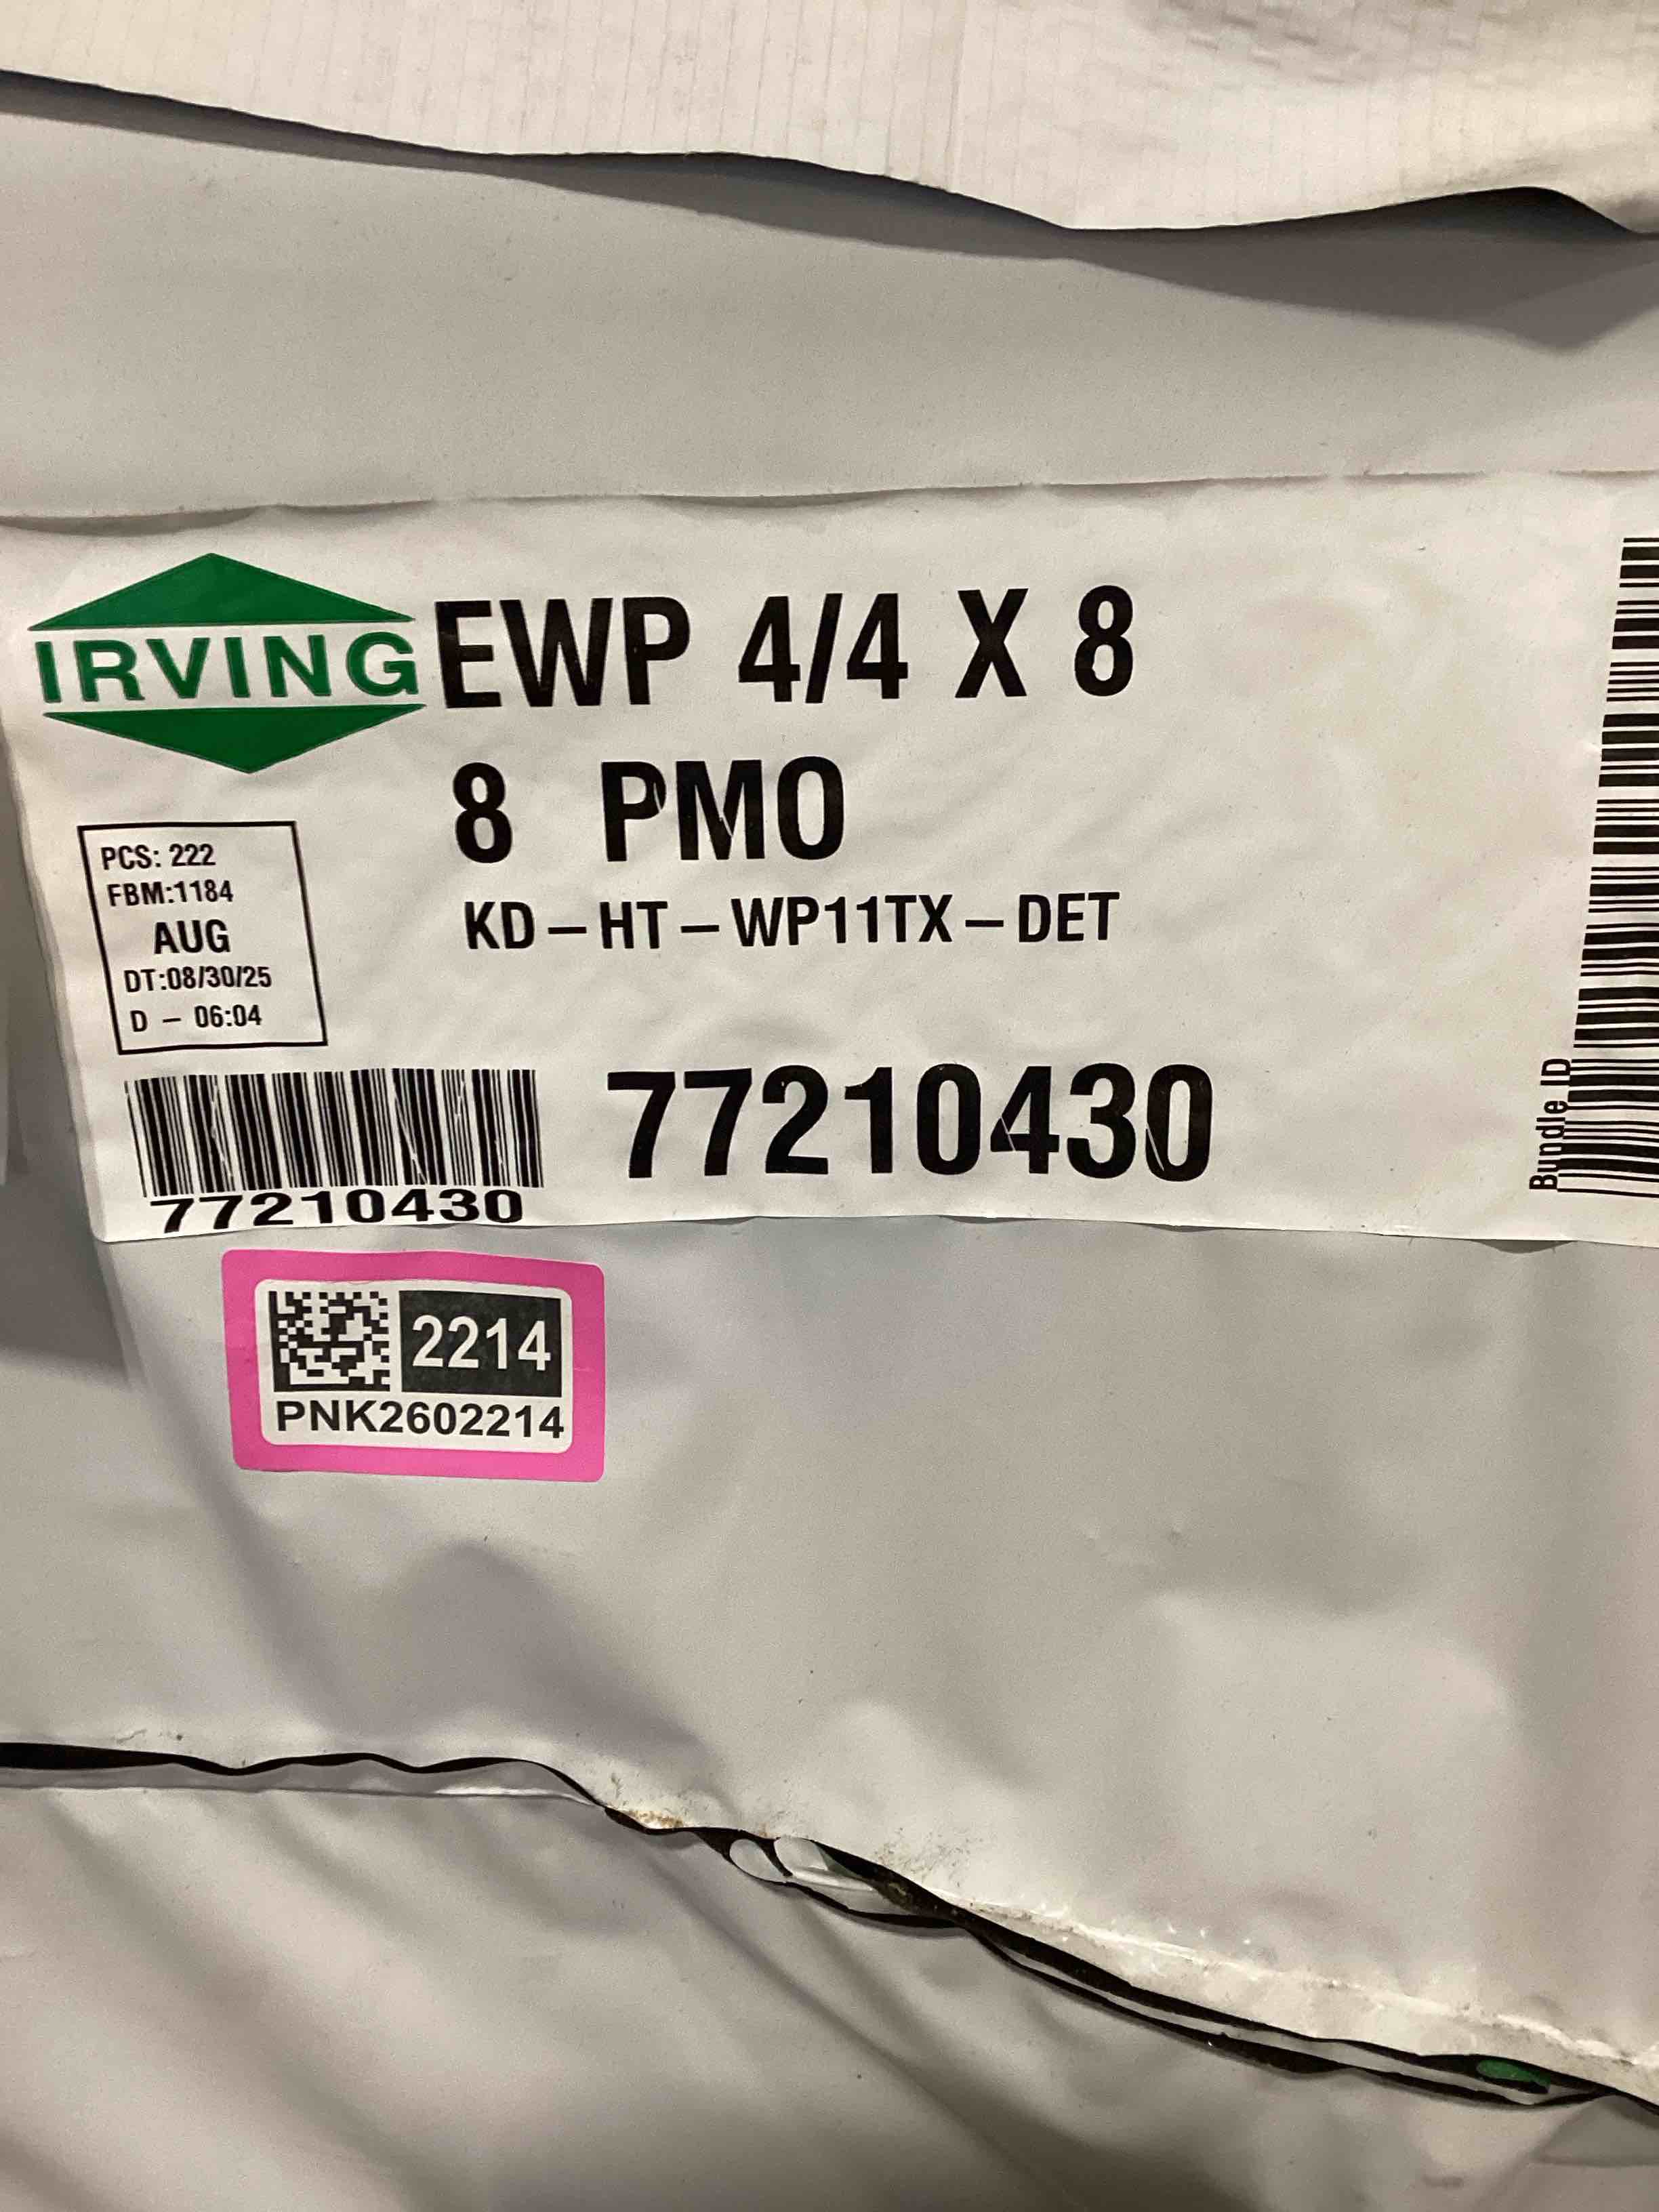 IRVING
EWP 4/4 X 8
8 PMO
KD-HT-WP11TX-DET
PCS: 222
FBM:1184
AUG
DT:08/30/25
D - 06:04
77210430
77210430
Bundle ID
2214
PNK2602214